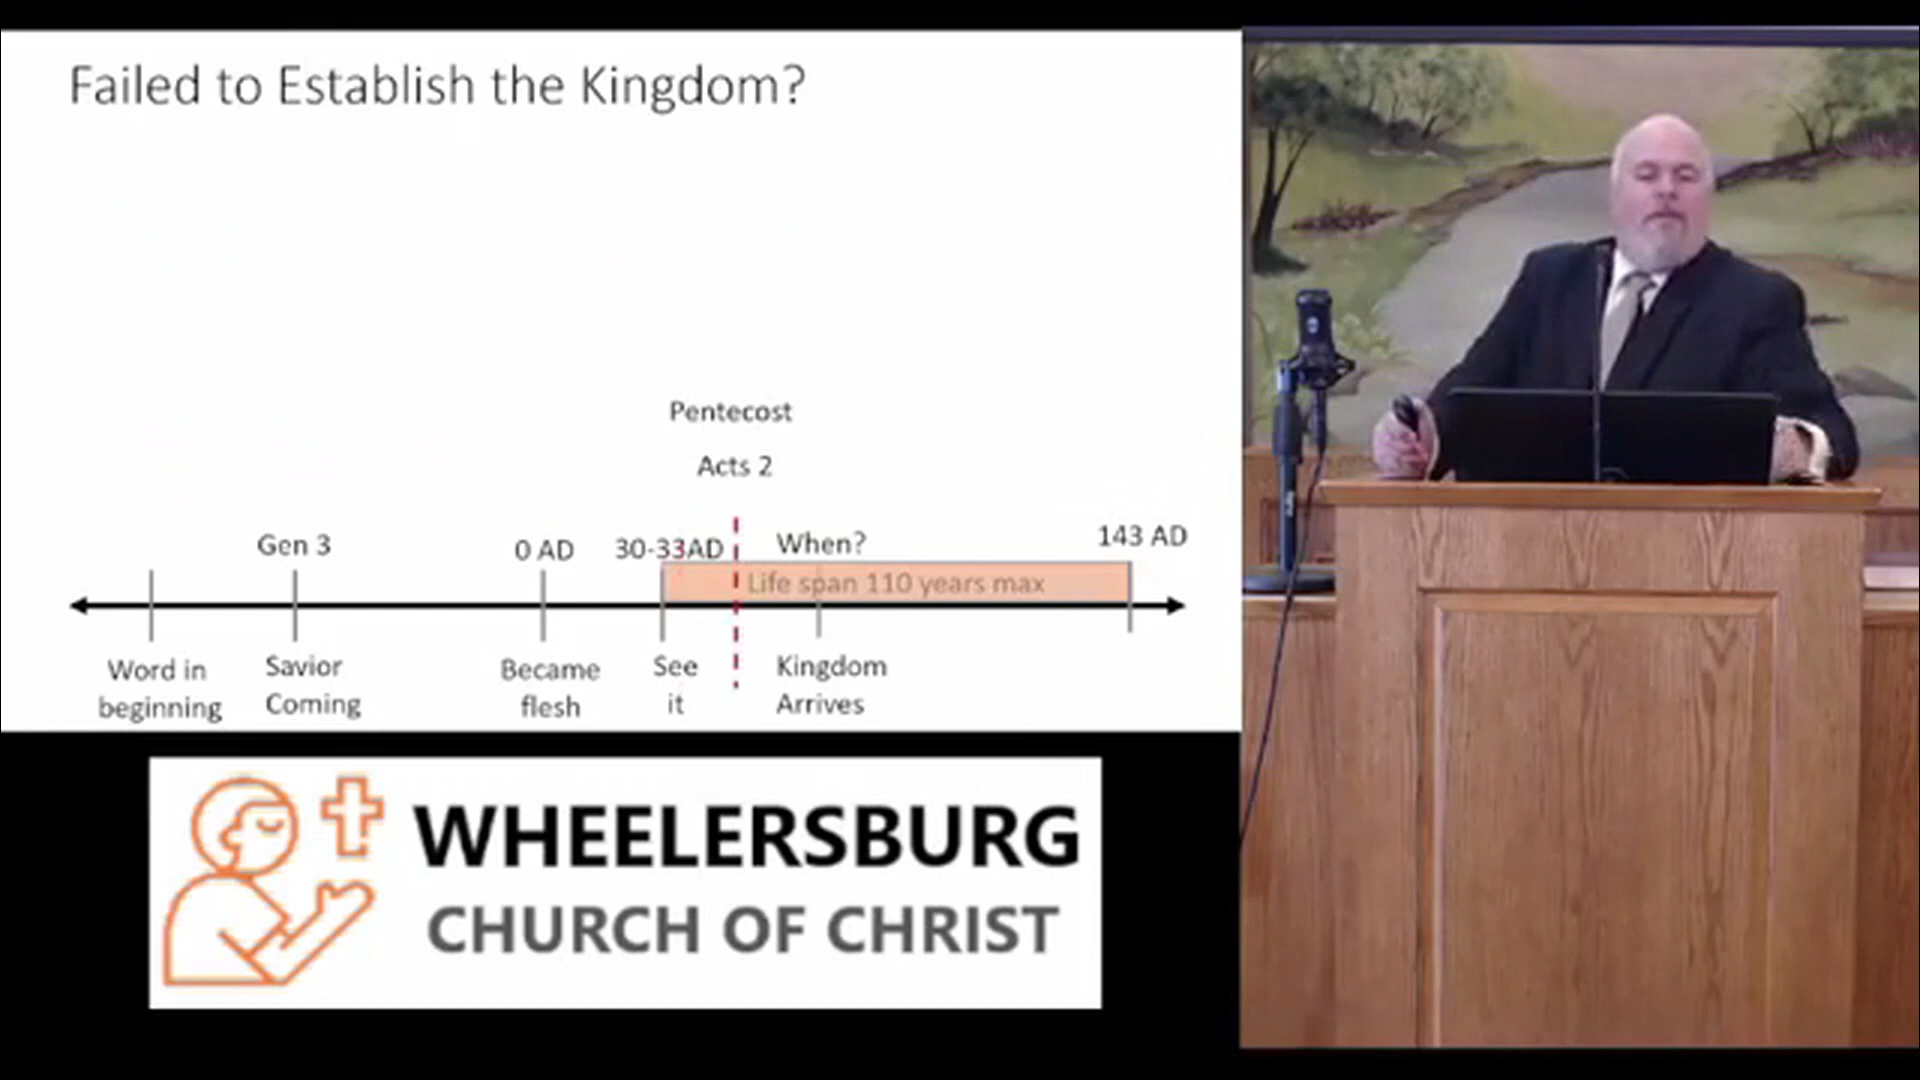 Failed to Establish the Kingdom?
Pentecost
Acts 2
Gen 3
0 AD
30-33AD
When?
143 AD
Life span 110 years max
Word in
beginning
Savior
Coming
Became
flesh
See
it
Kingdom
Arrives
WHEELERSBURG
CHURCH OF CHRIST